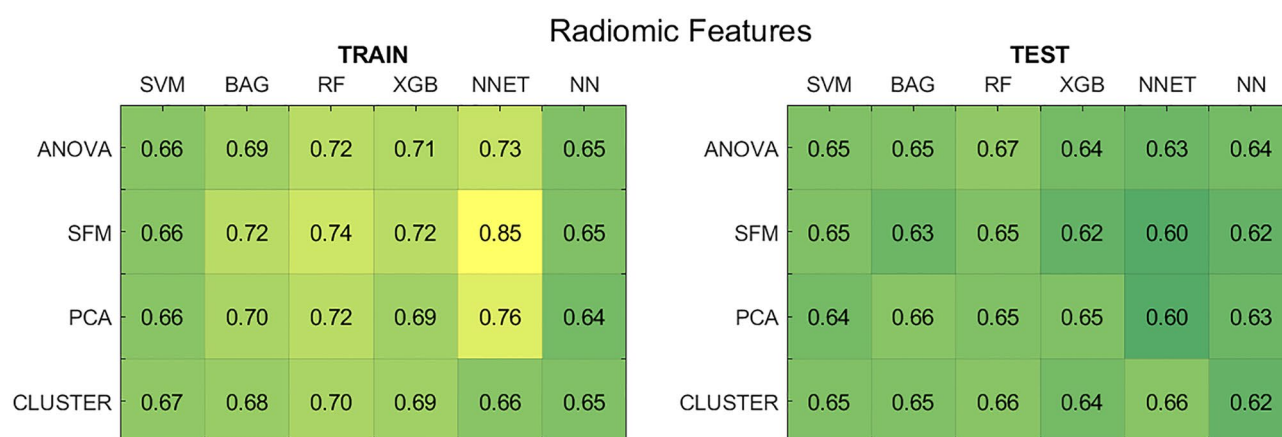 Radiomic Features
TRAIN
SVM BAG RF XGB NNET NN
ANOVA 0.66 0.69 0.72 0.71 0.73 0.65
SFM 0.66 0.72 0.74 0.72 0.85 0.65
PCA 0.66 0.70 0.72 0.69 0.76 0.64
CLUSTER 0.67 0.68 0.70 0.69 0.66 0.65
TEST
SVM BAG RF XGB NNET NN
ANOVA 0.65 0.65 0.67 0.64 0.63 0.64
SFM 0.65 0.63 0.65 0.62 0.60 0.62
PCA 0.64 0.66 0.65 0.65 0.60 0.63
CLUSTER 0.65 0.65 0.66 0.64 0.66 0.62